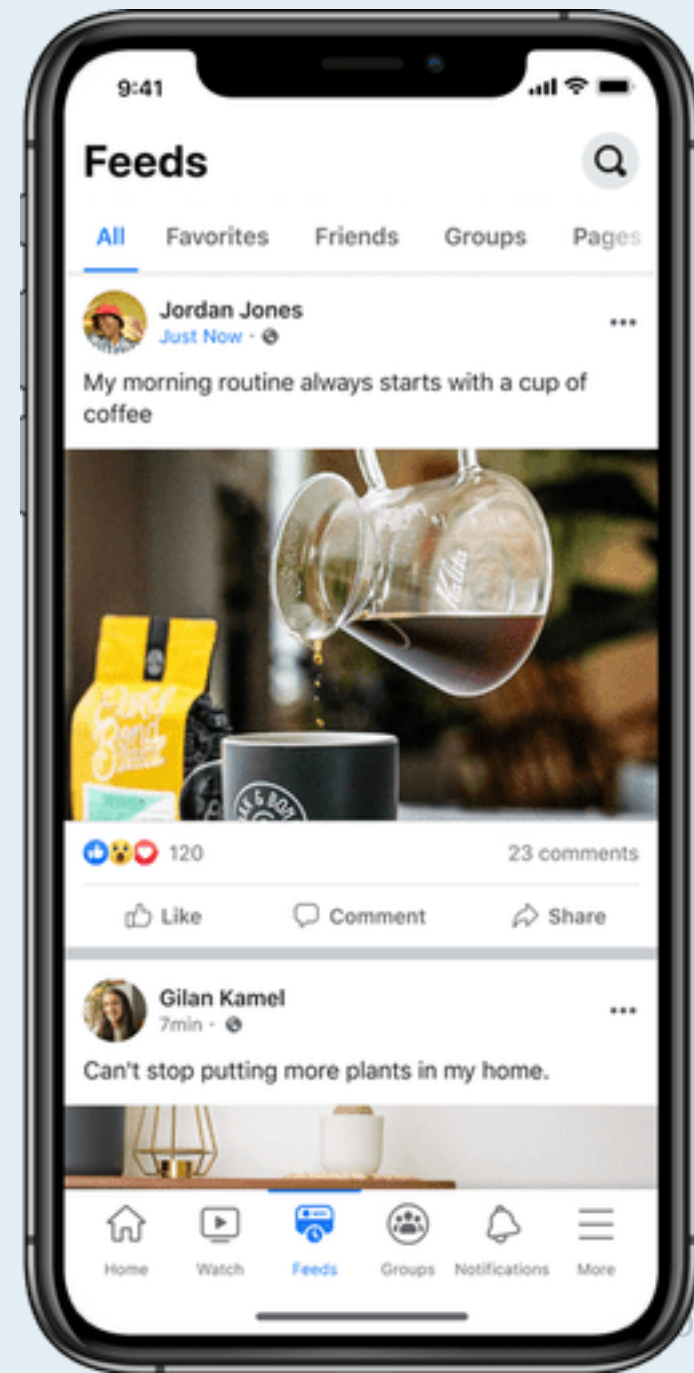 9:41
Feeds
All Favorites Friends Groups Pages
Jordan Jones
Just Now ·
My morning routine always starts with a cup of
coffee
Kalita
120 23 comments
Like Comment Share
Gilan Kamel
7min ·
Can't stop putting more plants in my home.
Home Watch Feeds Groups Notifications More